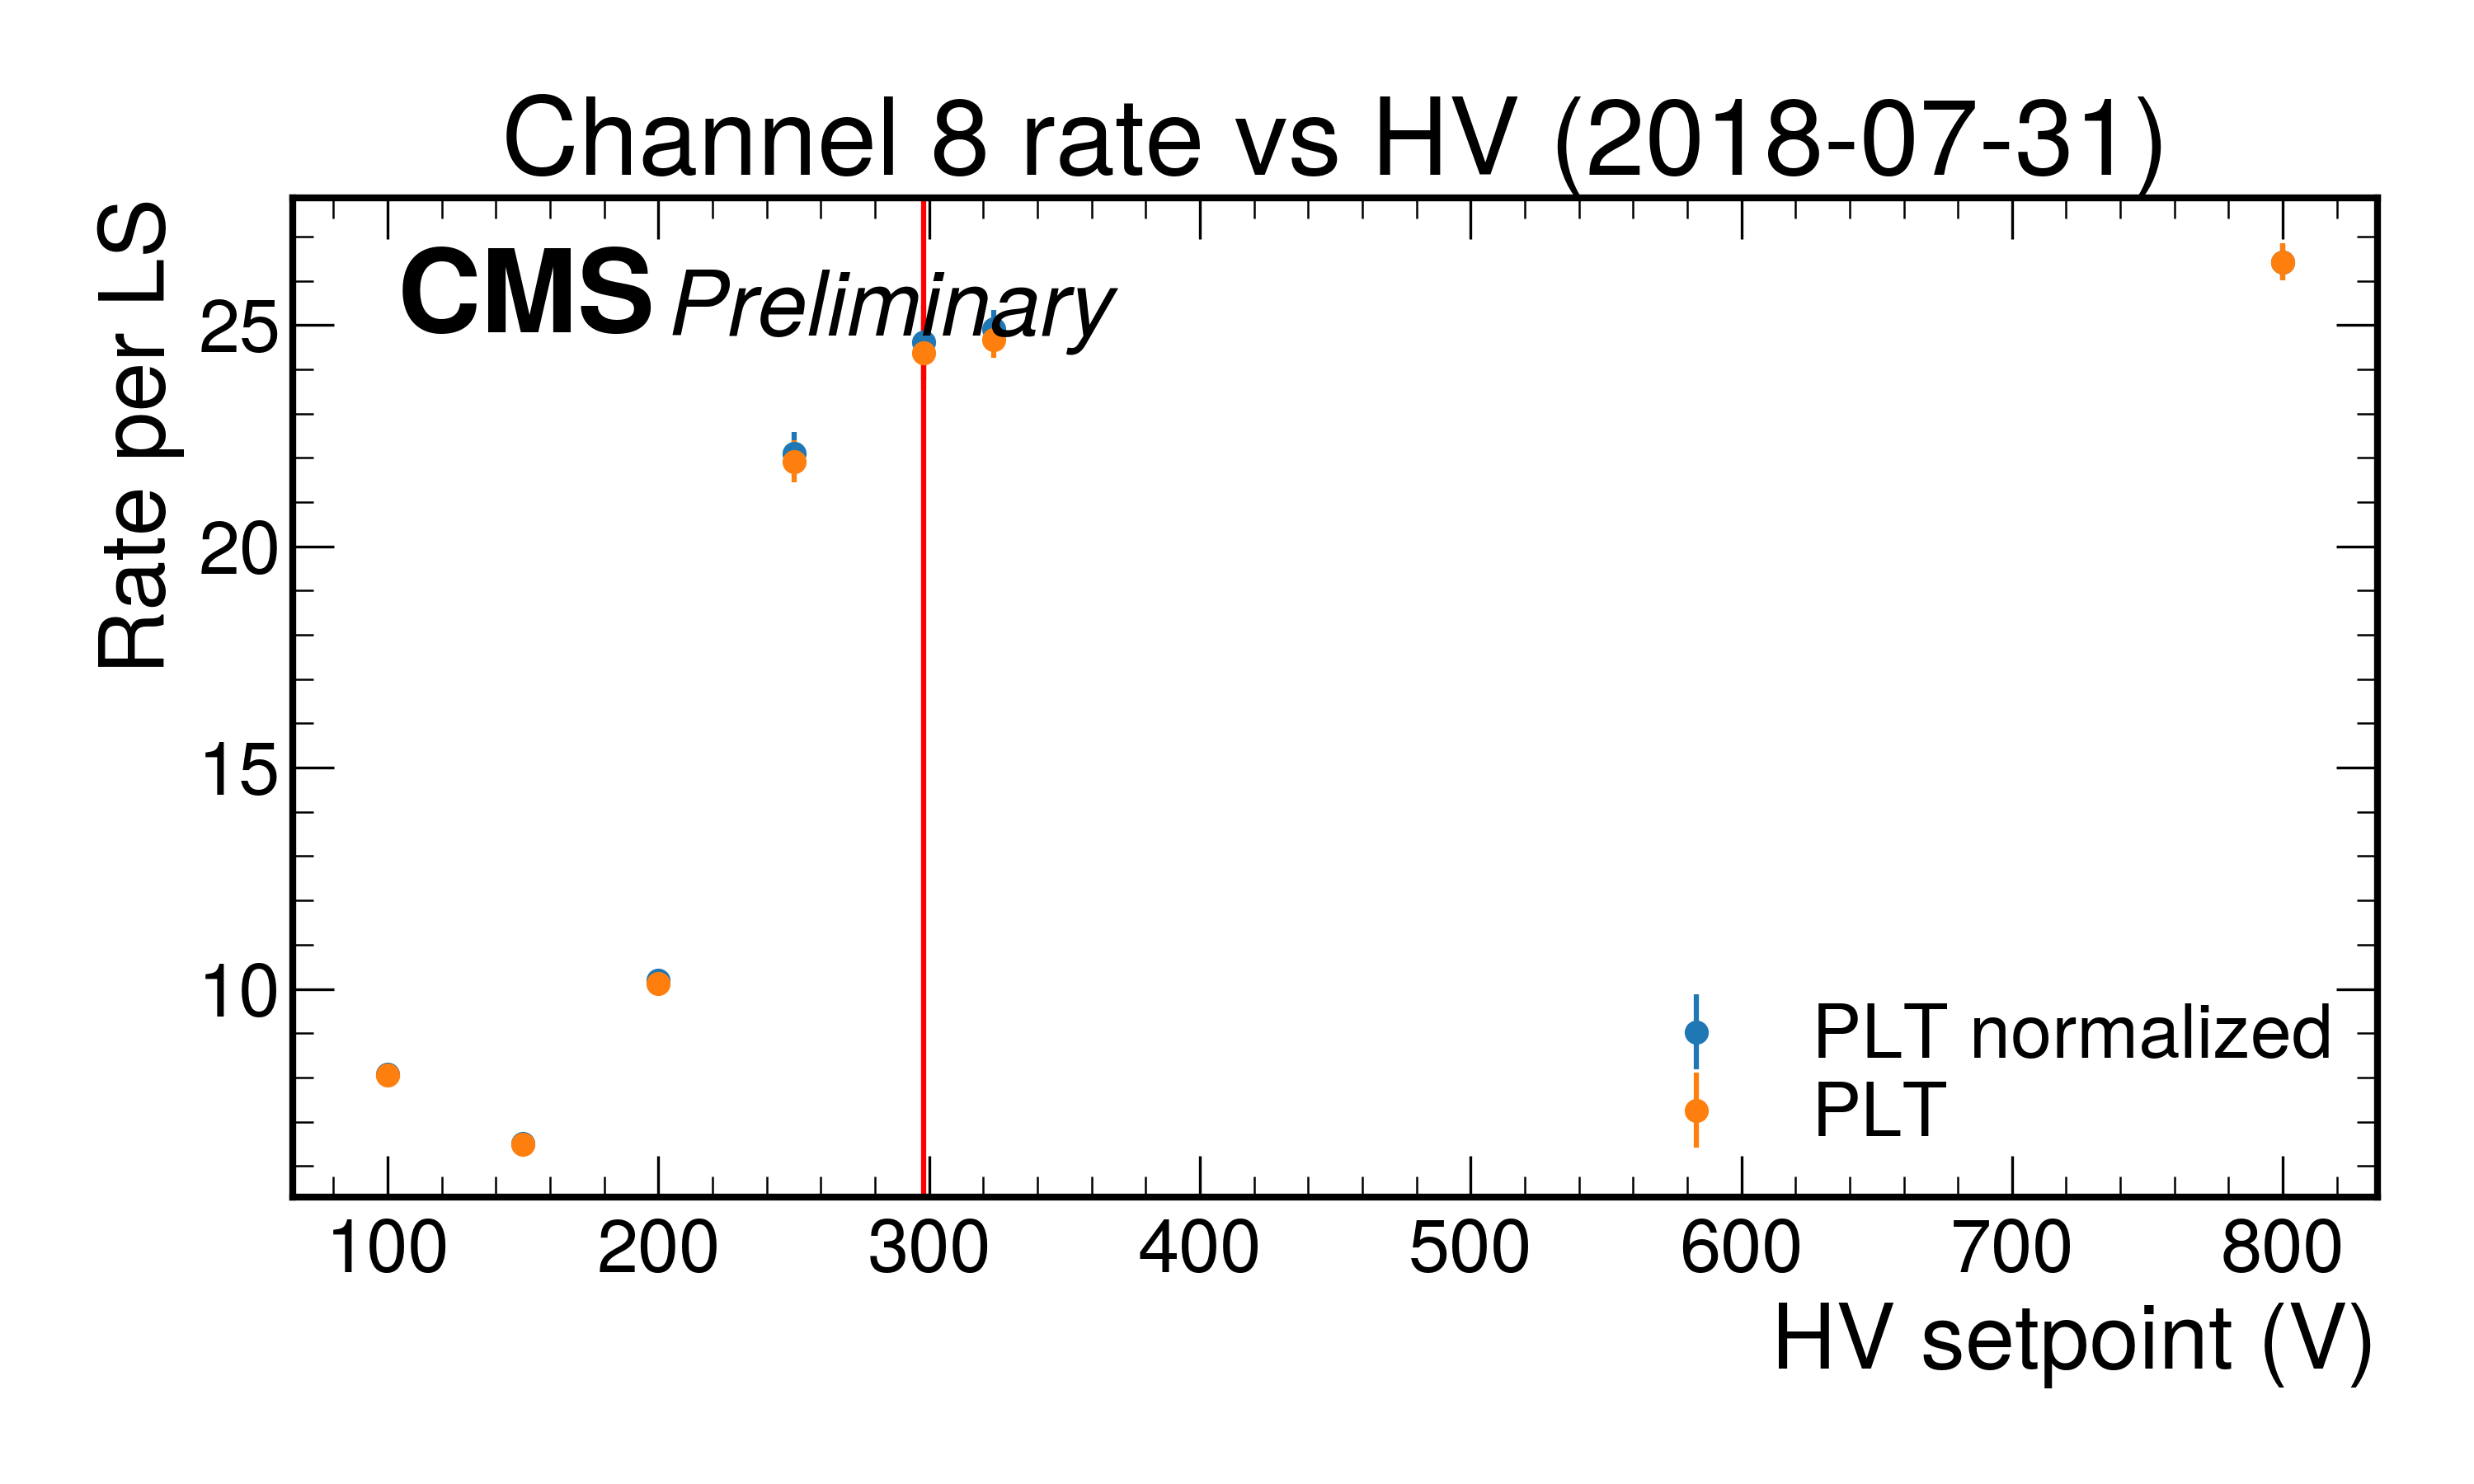 Channel 8 rate vs HV (2018-07-31)
CMS Preliminary
Rate per LS
25
20
15
10
PLT normalized
PLT
100 200 300 400 500 600 700 800
HV setpoint (V)